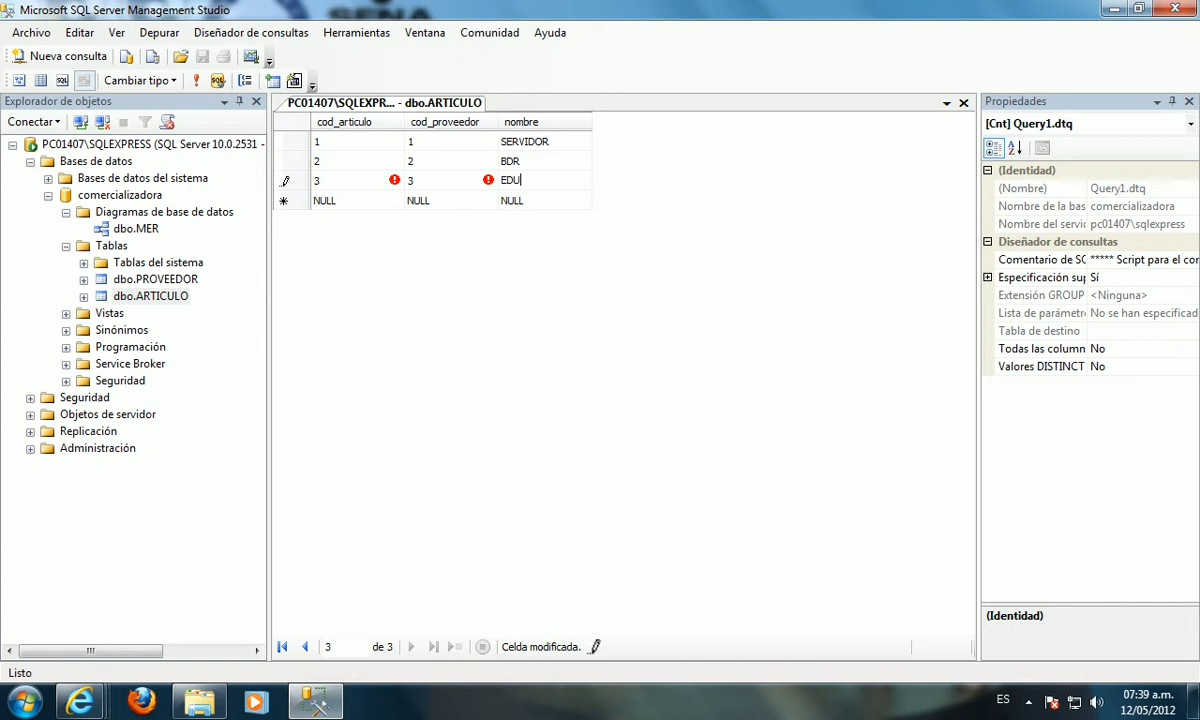 SENA
Microsoft SQL Server Management Studio
Archivo Editar Ver Depurar Diseñador de consultas Herramientas Ventana Comunidad Ayuda
Nueva consulta
SQL Cambiar tipo SQL
Explorador de objetos
Conectar
PC01407\SQLEXPRESS (SQL Server 10.0.2531 -
Bases de datos
Bases de datos del sistema
comercializadora
Diagramas de base de datos
dbo.MER
Tablas
Tablas del sistema
dbo.PROVEEDOR
dbo.ARTICULO
Vistas
Sinónimos
Programación
Service Broker
Seguridad
Seguridad
Objetos de servidor
Replicación
Administración
PC01407\SQLEXPR... - dbo.ARTICULO
cod_articulo cod_proveedor nombre
1 1 SERVIDOR
2 2 BDR
3 3 EDU
NULL NULL NULL
3 de 3 Celda modificada.
Propiedades
[Cnt] Query1.dtq
(Identidad)
(Nombre) Query1.dtq
Nombre de la bas comercializadora
Nombre del servic pc01407\sqlexpress
Diseñador de consultas
Comentario de SQ ***** Script para el cor
Especificación sup Sí
Extensión GROUP <Ninguna>
Lista de parámetr No se han especificad
Tabla de destino
Todas las column No
Valores DISTINCT No
(Identidad)
Listo
ES 07:39 a.m.
12/05/2012